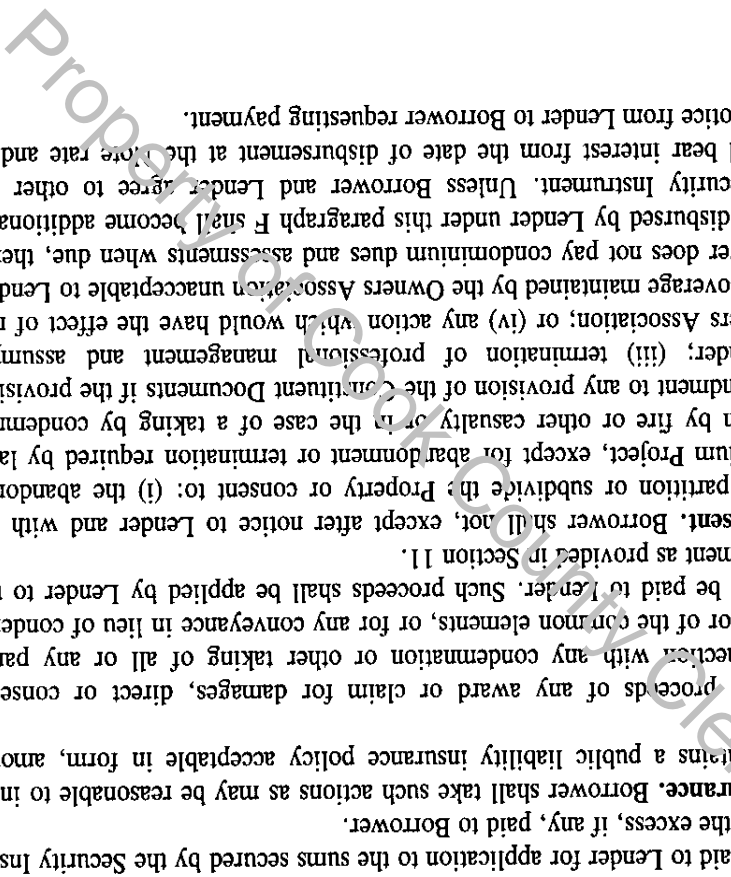 aid to Lender for application to the sums secured by the Security Ins
the excess, if any, paid to Borrower.
urance. Borrower shall take such actions as may be reasonable to in
tains a public liability insurance policy acceptable in form, amo
proceeds of any award or claim for damages, direct or conse
nection with any condemnation or other taking of all or any pa
or of the common elements, or for any conveyance in lieu of conde
be paid to Lender. Such proceeds shall be applied by Lender to
ment as provided in Section 11.
sent. Borrower shall not, except after notice to Lender and with
partition or subdivide the Property or consent to: (i) the abandon
ium Project, except for abandonment or termination required by la
n by fire or other casualty or in the case of a taking by condemn
ndment to any provision of the Constituent Documents if the provisi
nder; (iii) termination of professional management and assum
ers Association; or (iv) any action which would have the effect of r
overage maintained by the Owners Association unacceptable to Lend
er does not pay condominium dues and assessments when due, the
disbursed by Lender under this paragraph F shall become additiona
curity Instrument. Unless Borrower and Lender agree to other
l bear interest from the date of disbursement at the Note rate and
otice from Lender to Borrower requesting payment.
Property of Cook County Cle